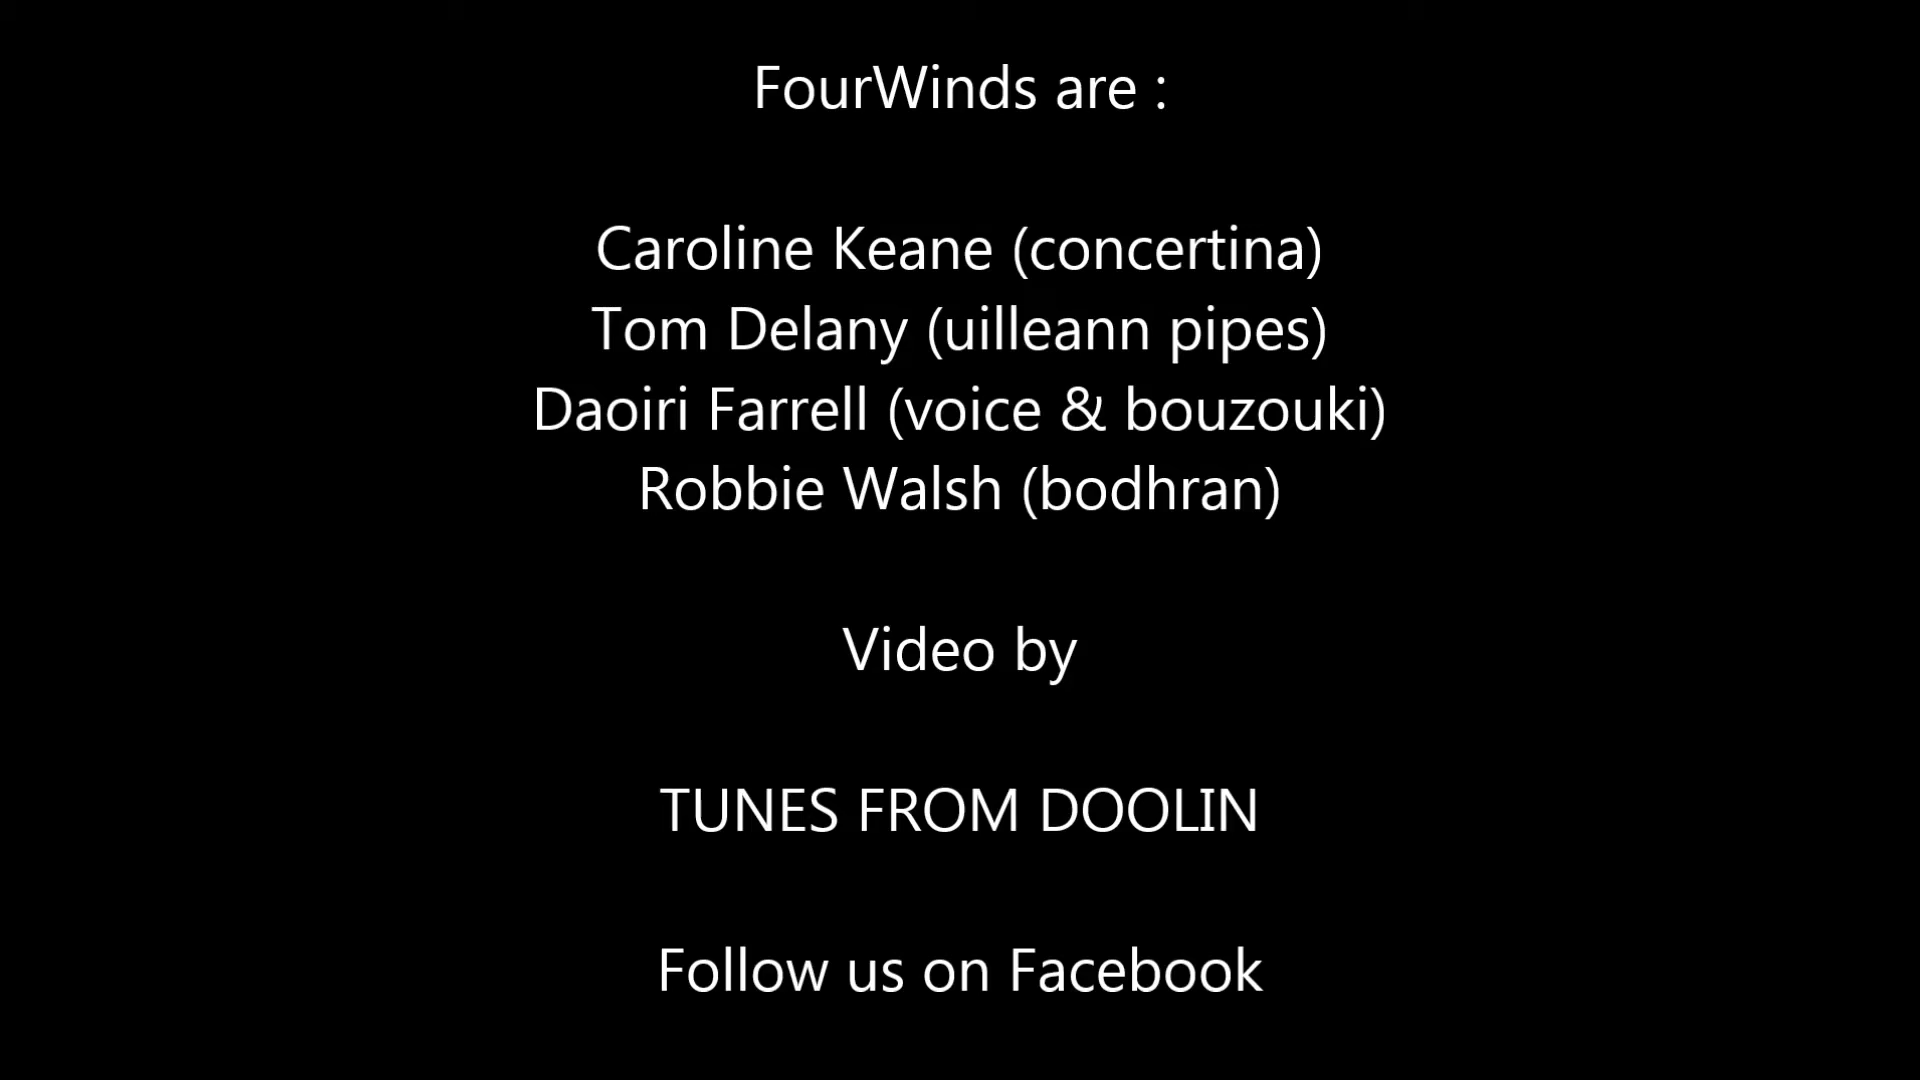 FourWinds are :
Caroline Keane (concertina)
Tom Delany (uilleann pipes)
Daoiri Farrell (voice & bouzouki)
Robbie Walsh (bodhran)
Video by
TUNES FROM DOOLIN
Follow us on Facebook